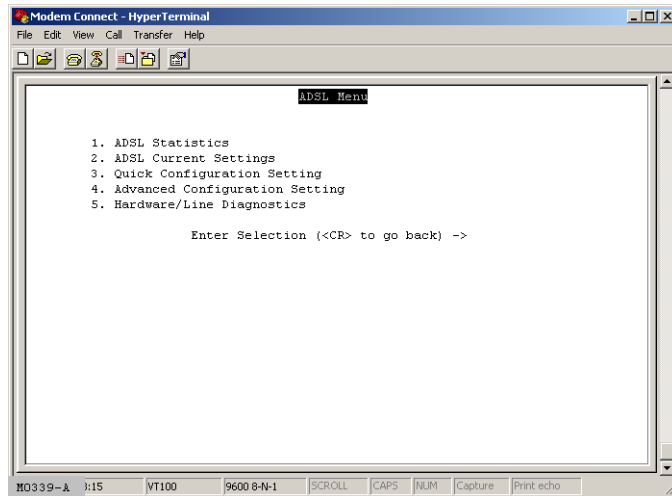 Modem Connect - HyperTerminal
File Edit View Call Transfer Help
ADSL Menu
1. ADSL Statistics
2. ADSL Current Settings
3. Quick Configuration Setting
4. Advanced Configuration Setting
5. Hardware/Line Diagnostics
Enter Selection (<CR> to go back) ->
M0339-A :15 VT100 9600 8-N-1 SCROLL CAPS NUM Capture Print echo